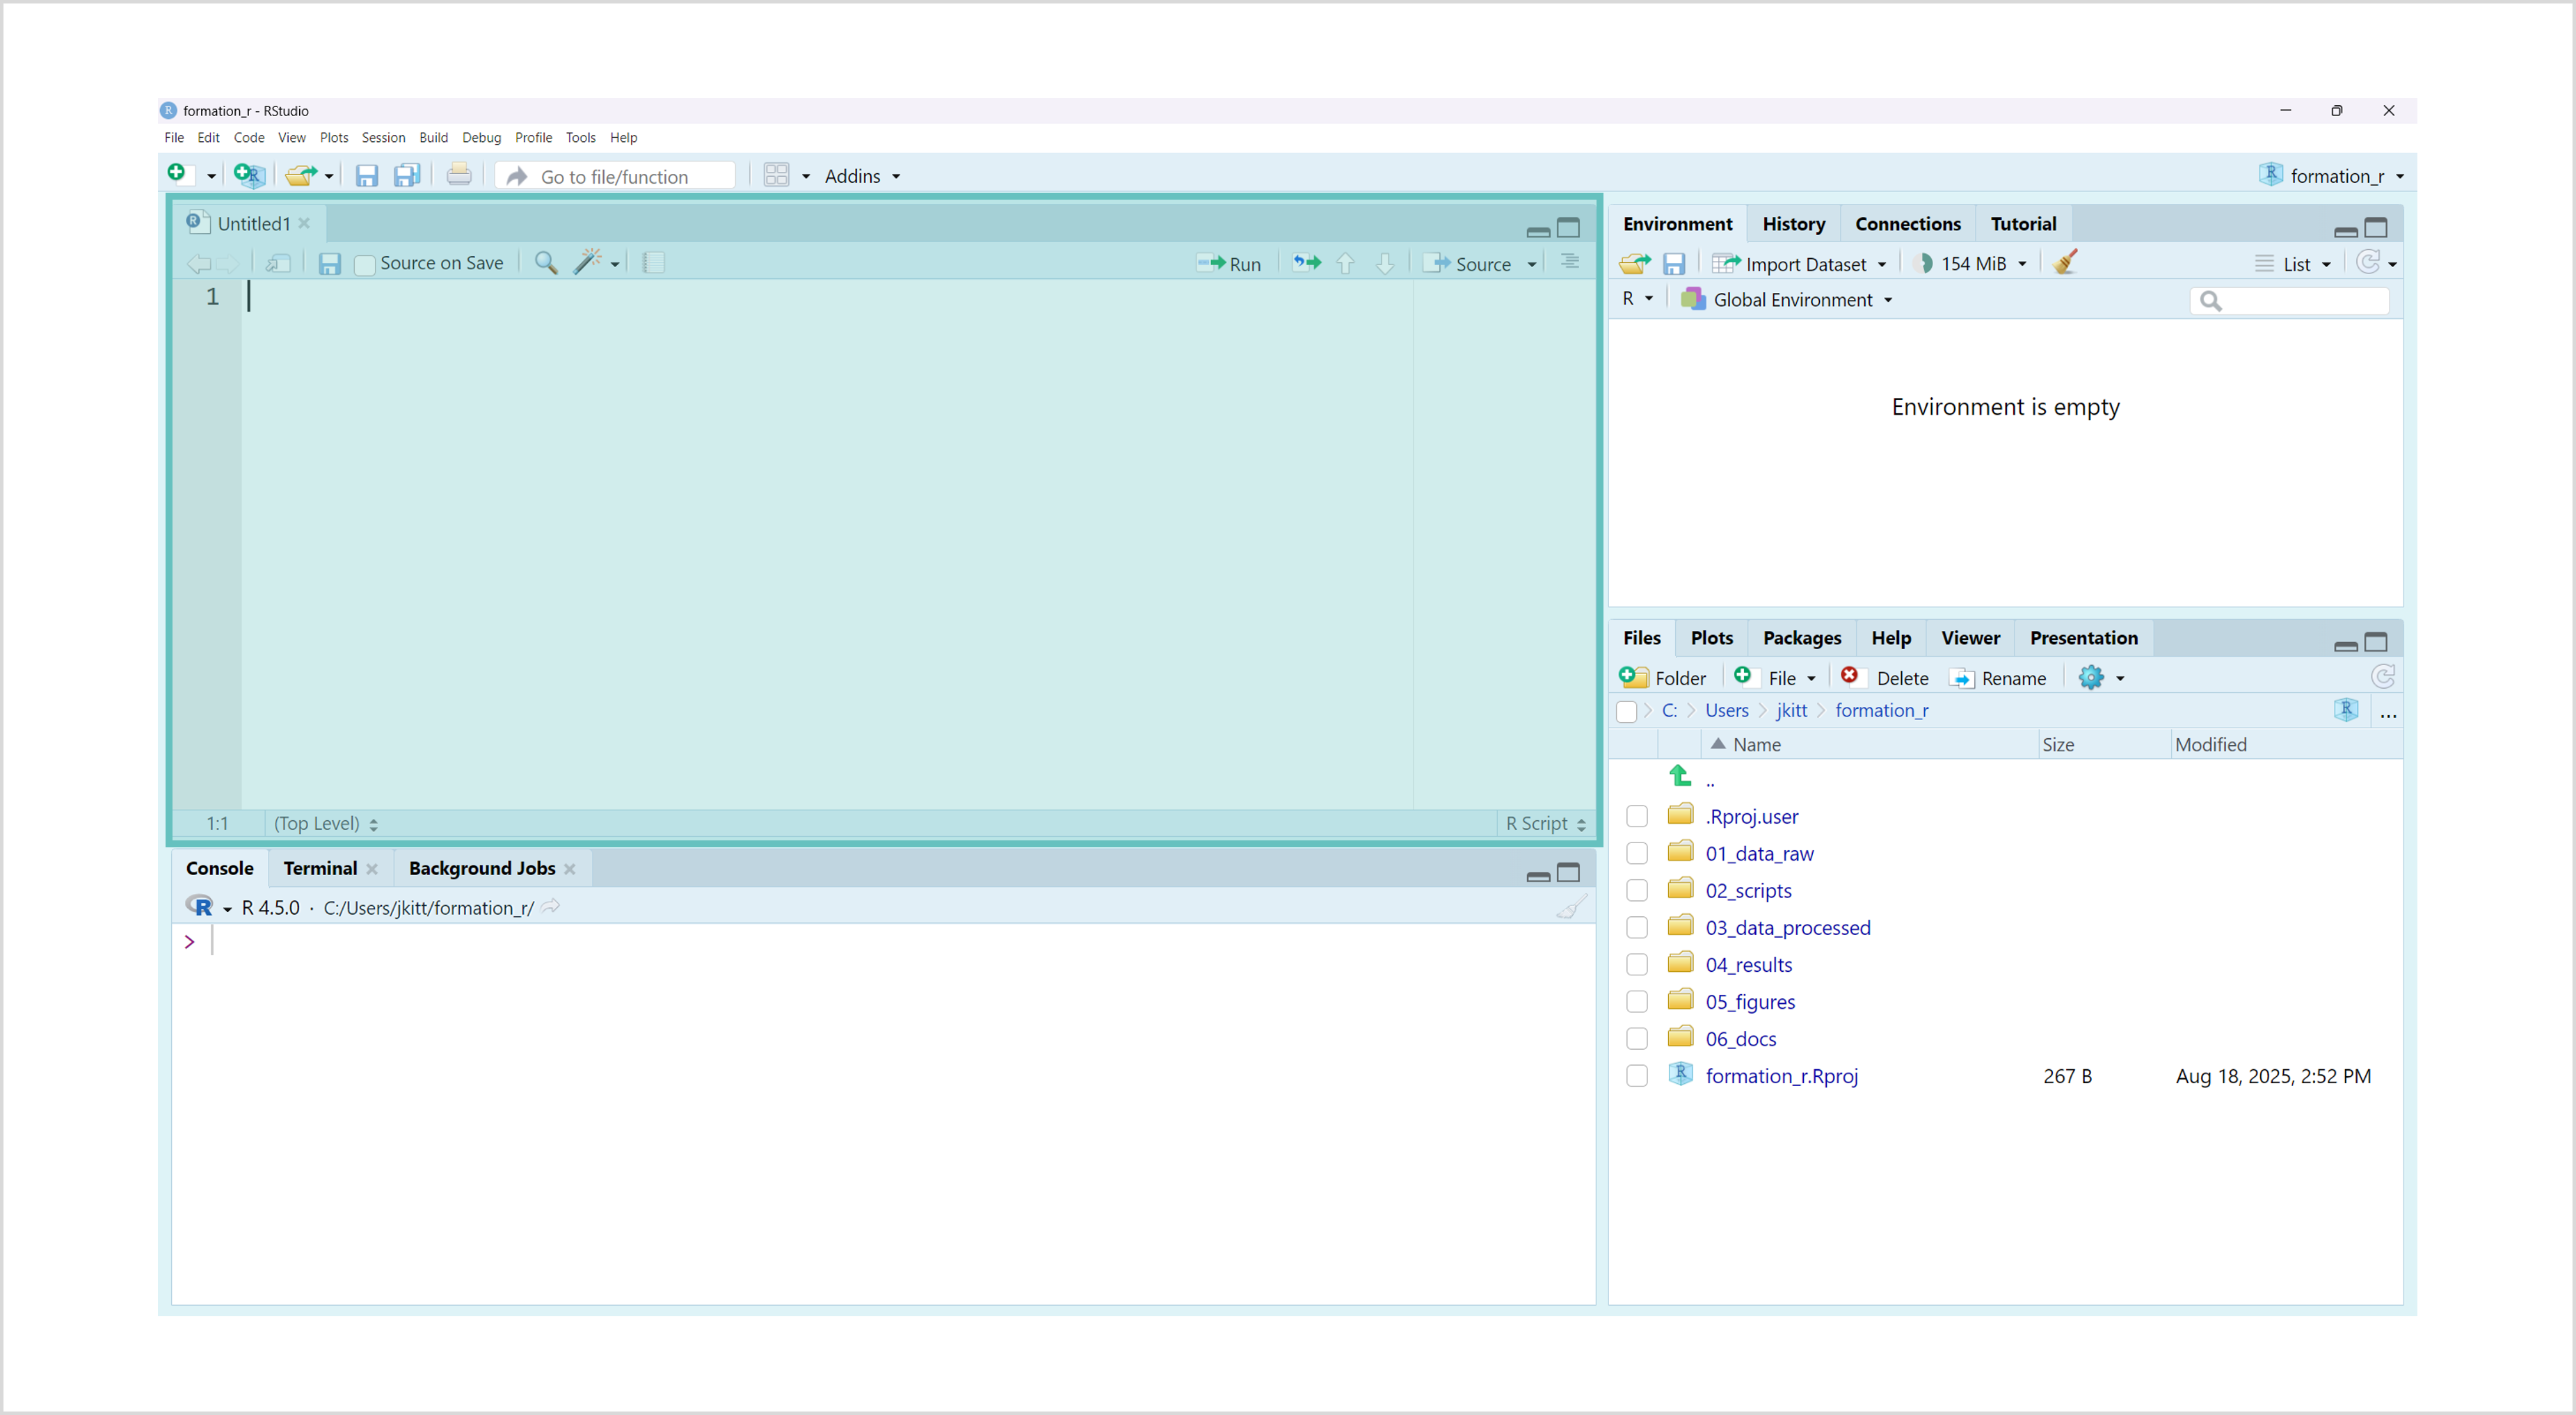 formation_r - RStudio
File Edit Code View Plots Session Build Debug Profile Tools Help
Go to file/function Addins formation_r
Untitled1
Source on Save Run Source
1
1:1 (Top Level) R Script
Console Terminal Background Jobs
R 4.5.0 · C:/Users/jkitt/formation_r/
>
Environment History Connections Tutorial
Import Dataset 154 MiB List
R Global Environment
Environment is empty
Files Plots Packages Help Viewer Presentation
Folder File Delete Rename
C: Users jkitt formation_r ...
Name Size Modified
..
.Rproj.user
01_data_raw
02_scripts
03_data_processed
04_results
05_figures
06_docs
formation_r.Rproj 267 B Aug 18, 2025, 2:52 PM